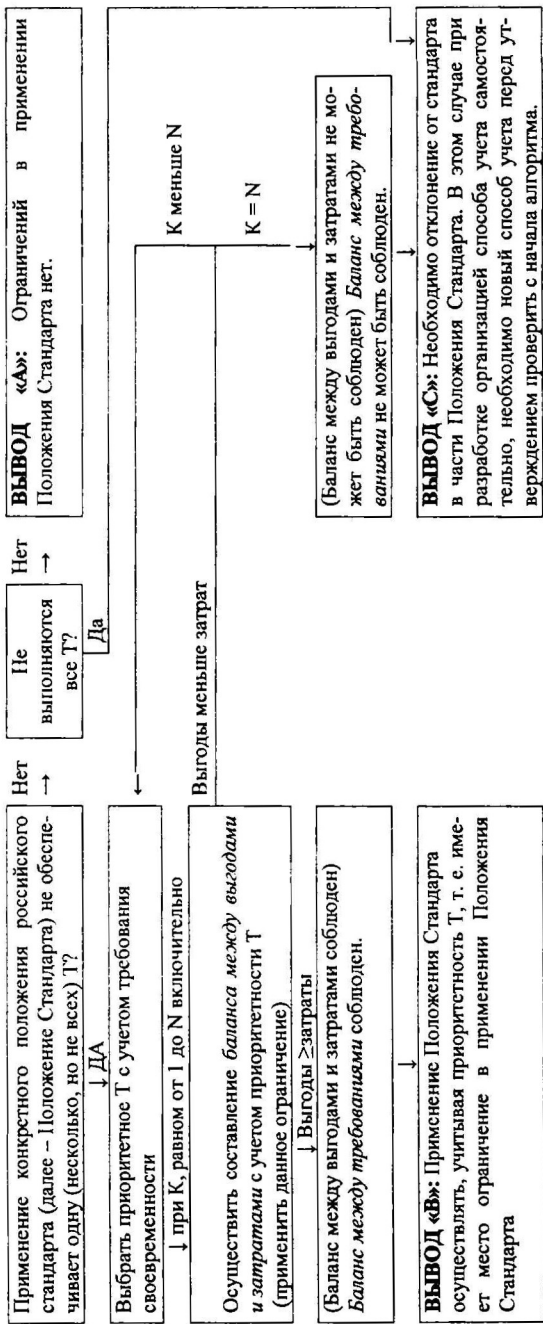 Применение конкретного положения российского
стандарта (далее – Положение Стандарта) не обеспе-
чивает одну (несколько, но не всех) Т?
Нет
→
Не
выполняются
все Т?
Нет
→
ВЫВОД «А»: Ограничений в применении
Положения Стандарта нет.
↓ ДА
Да
Выбрать приоритетное Т с учетом требования
своевременности
↓ при К, равном от 1 до N включительно
К меньше N
Осуществить составление баланса между выгодами
и затратами с учетом приоритетности Т
(применить данное ограничение)
Выгоды меньше затрат
К = N
↓ Выгоды ≥затраты
(Баланс между выгодами и затратами соблюден)
Баланс между требованиями соблюден.
(Баланс между выгодами и затратами не мо-
жет быть соблюден) Баланс между требо-
ваниями не может быть соблюден.
ВЫВОД «В»: Применение Положения Стандарта
осуществлять, учитывая приоритетность Т, т. е. име-
ет место ограничение в применении Положения
Стандарта
ВЫВОД «С»: Необходимо отклонение от стандарта
в части Положения Стандарта. В этом случае при
разработке организацией способа учета самостоя-
тельно, необходимо новый способ учета перед ут-
верждением проверить с начала алгоритма.